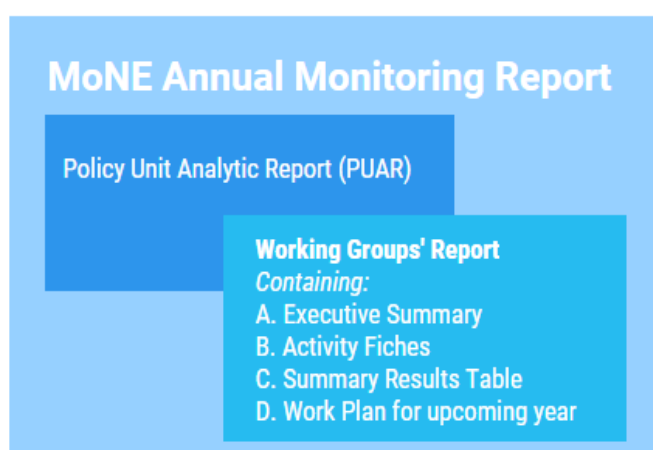 MoNE Annual Monitoring Report
Policy Unit Analytic Report (PUAR)
Working Groups' Report
Containing:
A. Executive Summary
B. Activity Fiches
C. Summary Results Table
D. Work Plan for upcoming year